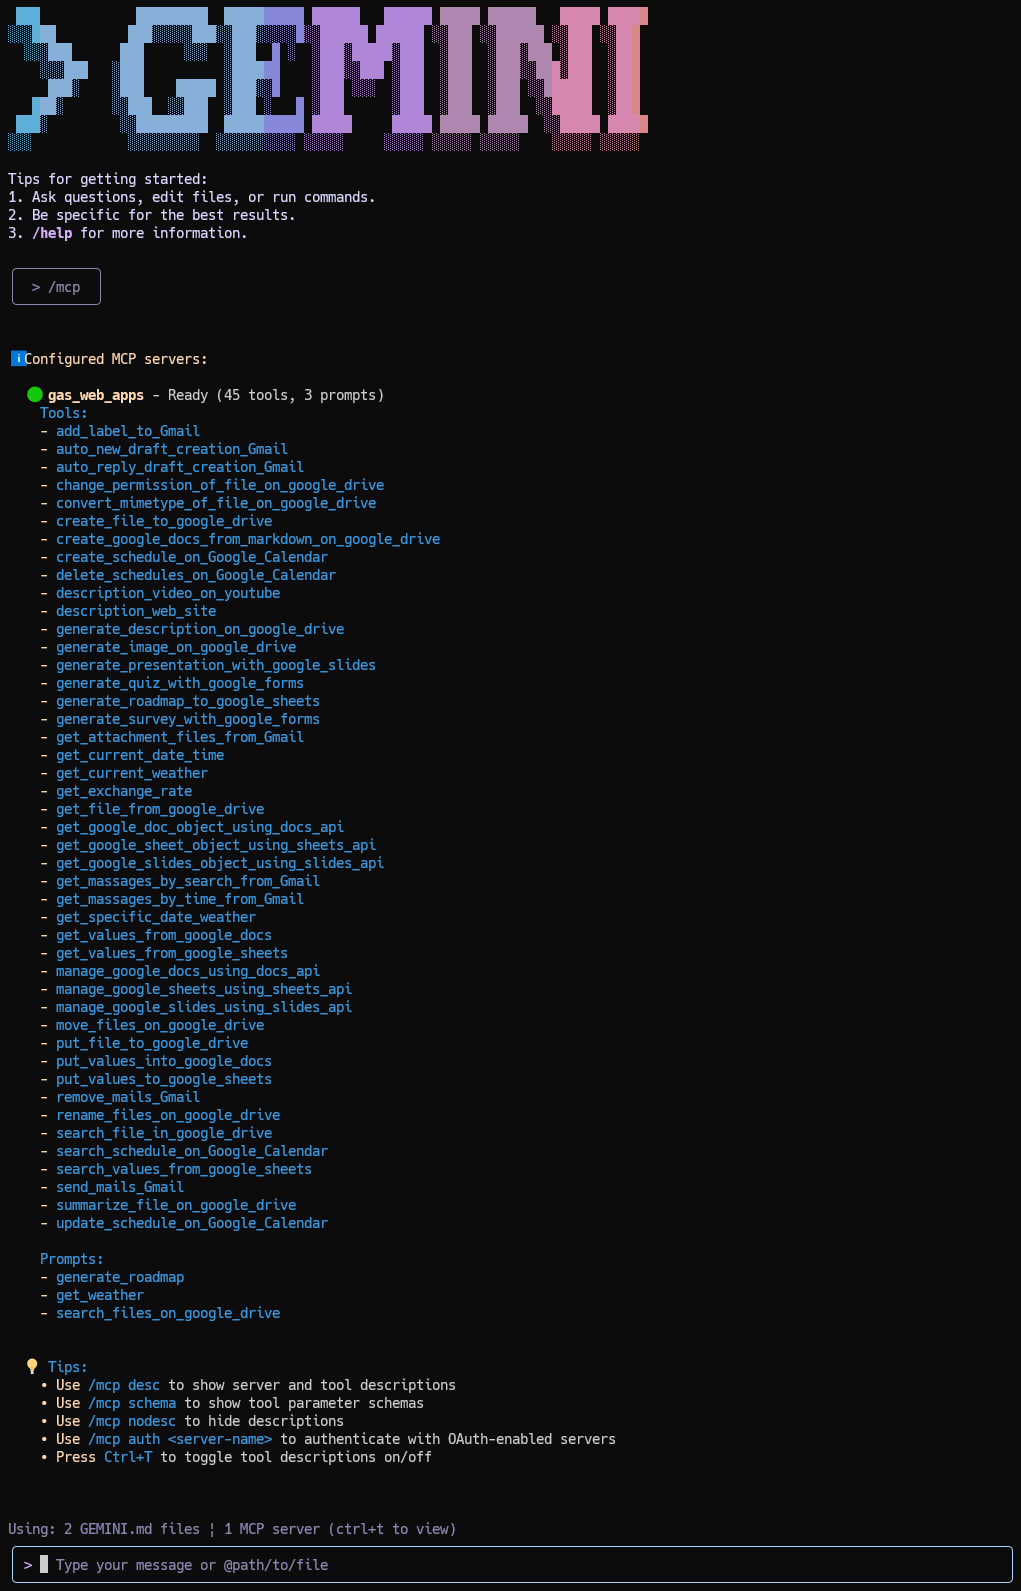 > GEMINI
Tips for getting started:
1. Ask questions, edit files, or run commands.
2. Be specific for the best results.
3. /help for more information.
> /mcp
ℹConfigured MCP servers:
🟢 gas_web_apps - Ready (45 tools, 3 prompts)
Tools:
- add_label_to_Gmail
- auto_new_draft_creation_Gmail
- auto_reply_draft_creation_Gmail
- change_permission_of_file_on_google_drive
- convert_mimetype_of_file_on_google_drive
- create_file_to_google_drive
- create_google_docs_from_markdown_on_google_drive
- create_schedule_on_Google_Calendar
- delete_schedules_on_Google_Calendar
- description_video_on_youtube
- description_web_site
- generate_description_on_google_drive
- generate_image_on_google_drive
- generate_presentation_with_google_slides
- generate_quiz_with_google_forms
- generate_roadmap_to_google_sheets
- generate_survey_with_google_forms
- get_attachment_files_from_Gmail
- get_current_date_time
- get_current_weather
- get_exchange_rate
- get_file_from_google_drive
- get_google_doc_object_using_docs_api
- get_google_sheet_object_using_sheets_api
- get_google_slides_object_using_slides_api
- get_massages_by_search_from_Gmail
- get_massages_by_time_from_Gmail
- get_specific_date_weather
- get_values_from_google_docs
- get_values_from_google_sheets
- manage_google_docs_using_docs_api
- manage_google_sheets_using_sheets_api
- manage_google_slides_using_slides_api
- move_files_on_google_drive
- put_file_to_google_drive
- put_values_into_google_docs
- put_values_to_google_sheets
- remove_mails_Gmail
- rename_files_on_google_drive
- search_file_in_google_drive
- search_schedule_on_Google_Calendar
- search_values_from_google_sheets
- send_mails_Gmail
- summarize_file_on_google_drive
- update_schedule_on_Google_Calendar
Prompts:
- generate_roadmap
- get_weather
- search_files_on_google_drive
💡 Tips:
• Use /mcp desc to show server and tool descriptions
• Use /mcp schema to show tool parameter schemas
• Use /mcp nodesc to hide descriptions
• Use /mcp auth <server-name> to authenticate with OAuth-enabled servers
• Press Ctrl+T to toggle tool descriptions on/off
Using: 2 GEMINI.md files ¦ 1 MCP server (ctrl+t to view)
> Type your message or @path/to/file